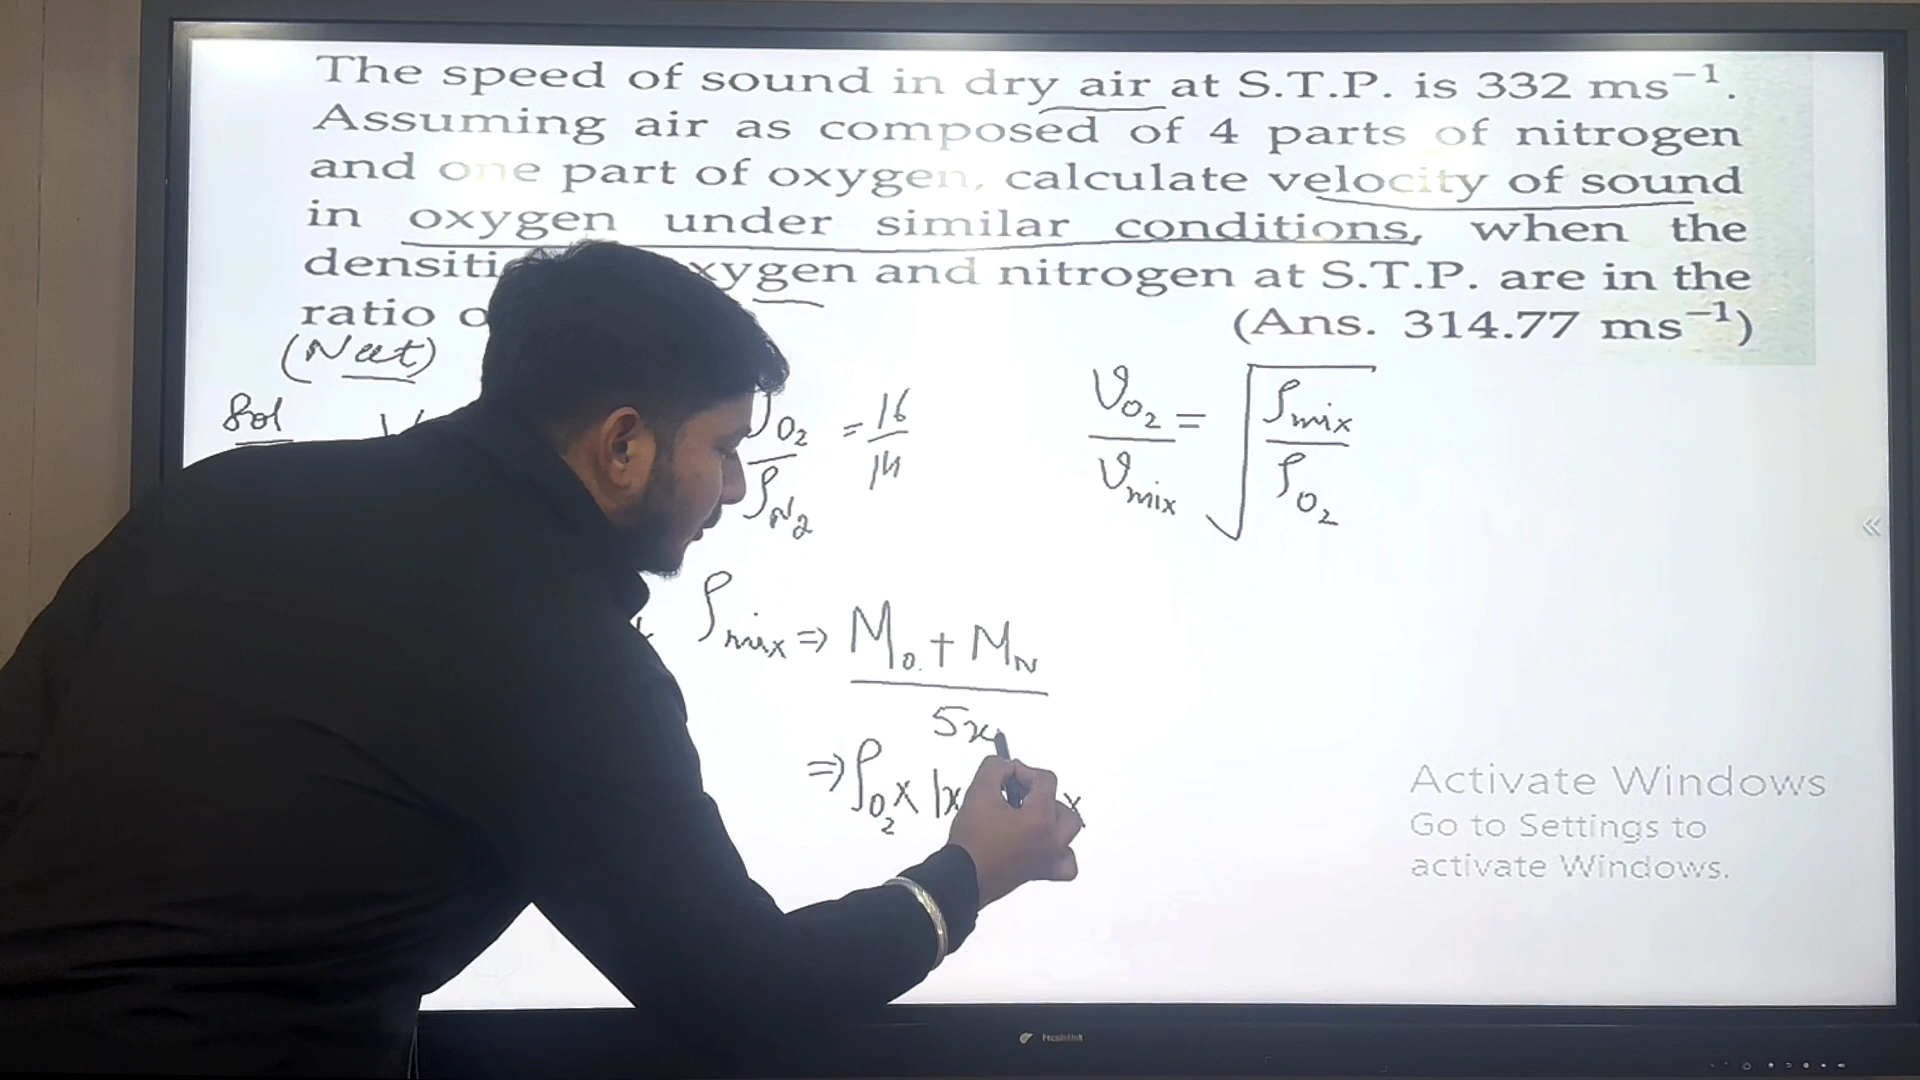 The speed of sound in dry air at S.T.P. is 332 ms⁻¹.
Assuming air as composed of 4 parts of nitrogen
and one part of oxygen, calculate velocity of sound
in oxygen under similar conditions, when the
densiti xygen and nitrogen at S.T.P. are in the
ratio o (Ans. 314.77 ms⁻¹)
(Neet)
Sol
ρO₂ / ρN₂ = 16 / 14
υO₂ / υmix = √(ρmix / ρO₂)
ρmix ⇒ (MO + MN) / 5x
⇒ ρO₂ × 1x
Activate Windows
Go to Settings to
activate Windows.